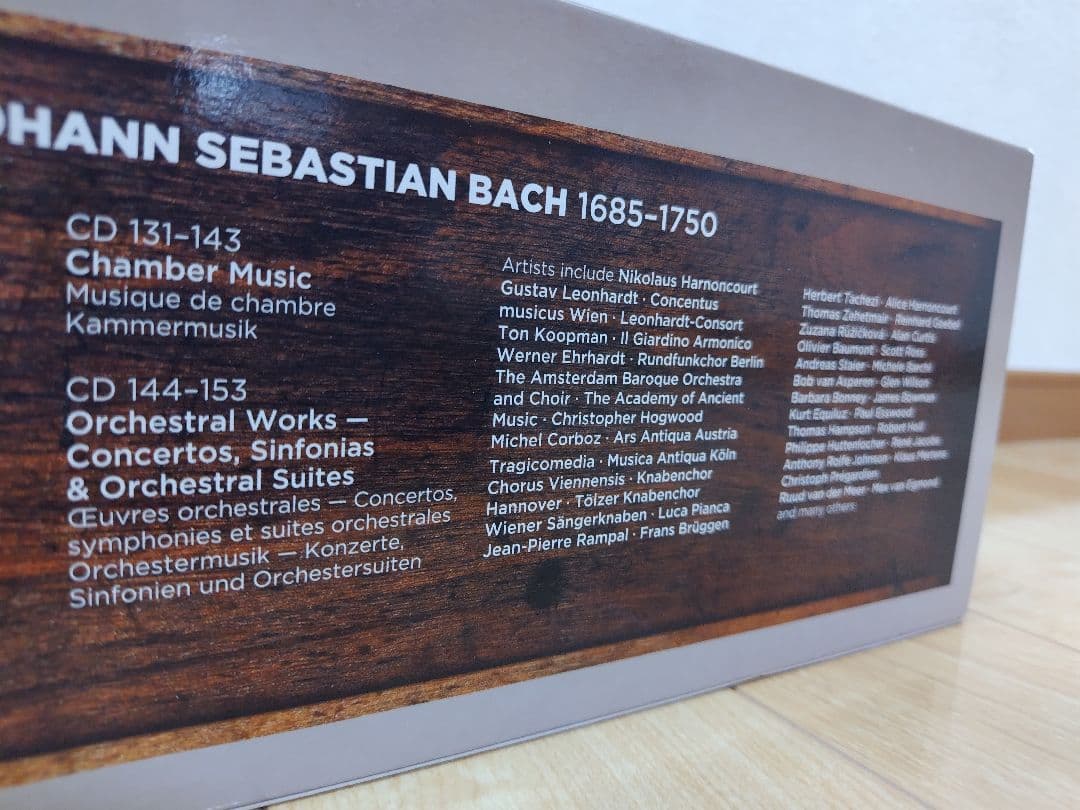 OHANN SEBASTIAN BACH 1685–1750
CD 131–143
Chamber Music
Musique de chambre
Kammermusik
CD 144–153
Orchestral Works —
Concertos, Sinfonias
& Orchestral Suites
Œuvres orchestrales — Concertos,
symphonies et suites orchestrales
Orchestermusik — Konzerte,
Sinfonien und Orchestersuiten
Artists include Nikolaus Harnoncourt
Gustav Leonhardt · Concentus
musicus Wien · Leonhardt-Consort
Ton Koopman · Il Giardino Armonico
Werner Ehrhardt · Rundfunkchor Berlin
The Amsterdam Baroque Orchestra
and Choir · The Academy of Ancient
Music · Christopher Hogwood
Michel Corboz · Ars Antiqua Austria
Tragicomedia · Musica Antiqua Köln
Chorus Viennensis · Knabenchor
Hannover · Tölzer Knabenchor
Wiener Sängerknaben · Luca Pianca
Jean-Pierre Rampal · Frans Brüggen
Herbert Tachezi · Alice Harnoncourt
Thomas Zehetmair · Reinhard Goebel
Zuzana Růžičková · Alan Curtis
Olivier Baumont · Scott Ross
Andreas Staier · Michele Barchi
Bob van Asperen · Glen Wilson
Barbara Bonney · James Bowman
Kurt Equiluz · Paul Esswood
Thomas Hampson · Robert Holl
Philippe Huttenlocher · René Jacobs
Anthony Rolfe Johnson · Klaus Mertens
Christoph Prégardien
Ruud van der Meer · Max van Egmond
and many others